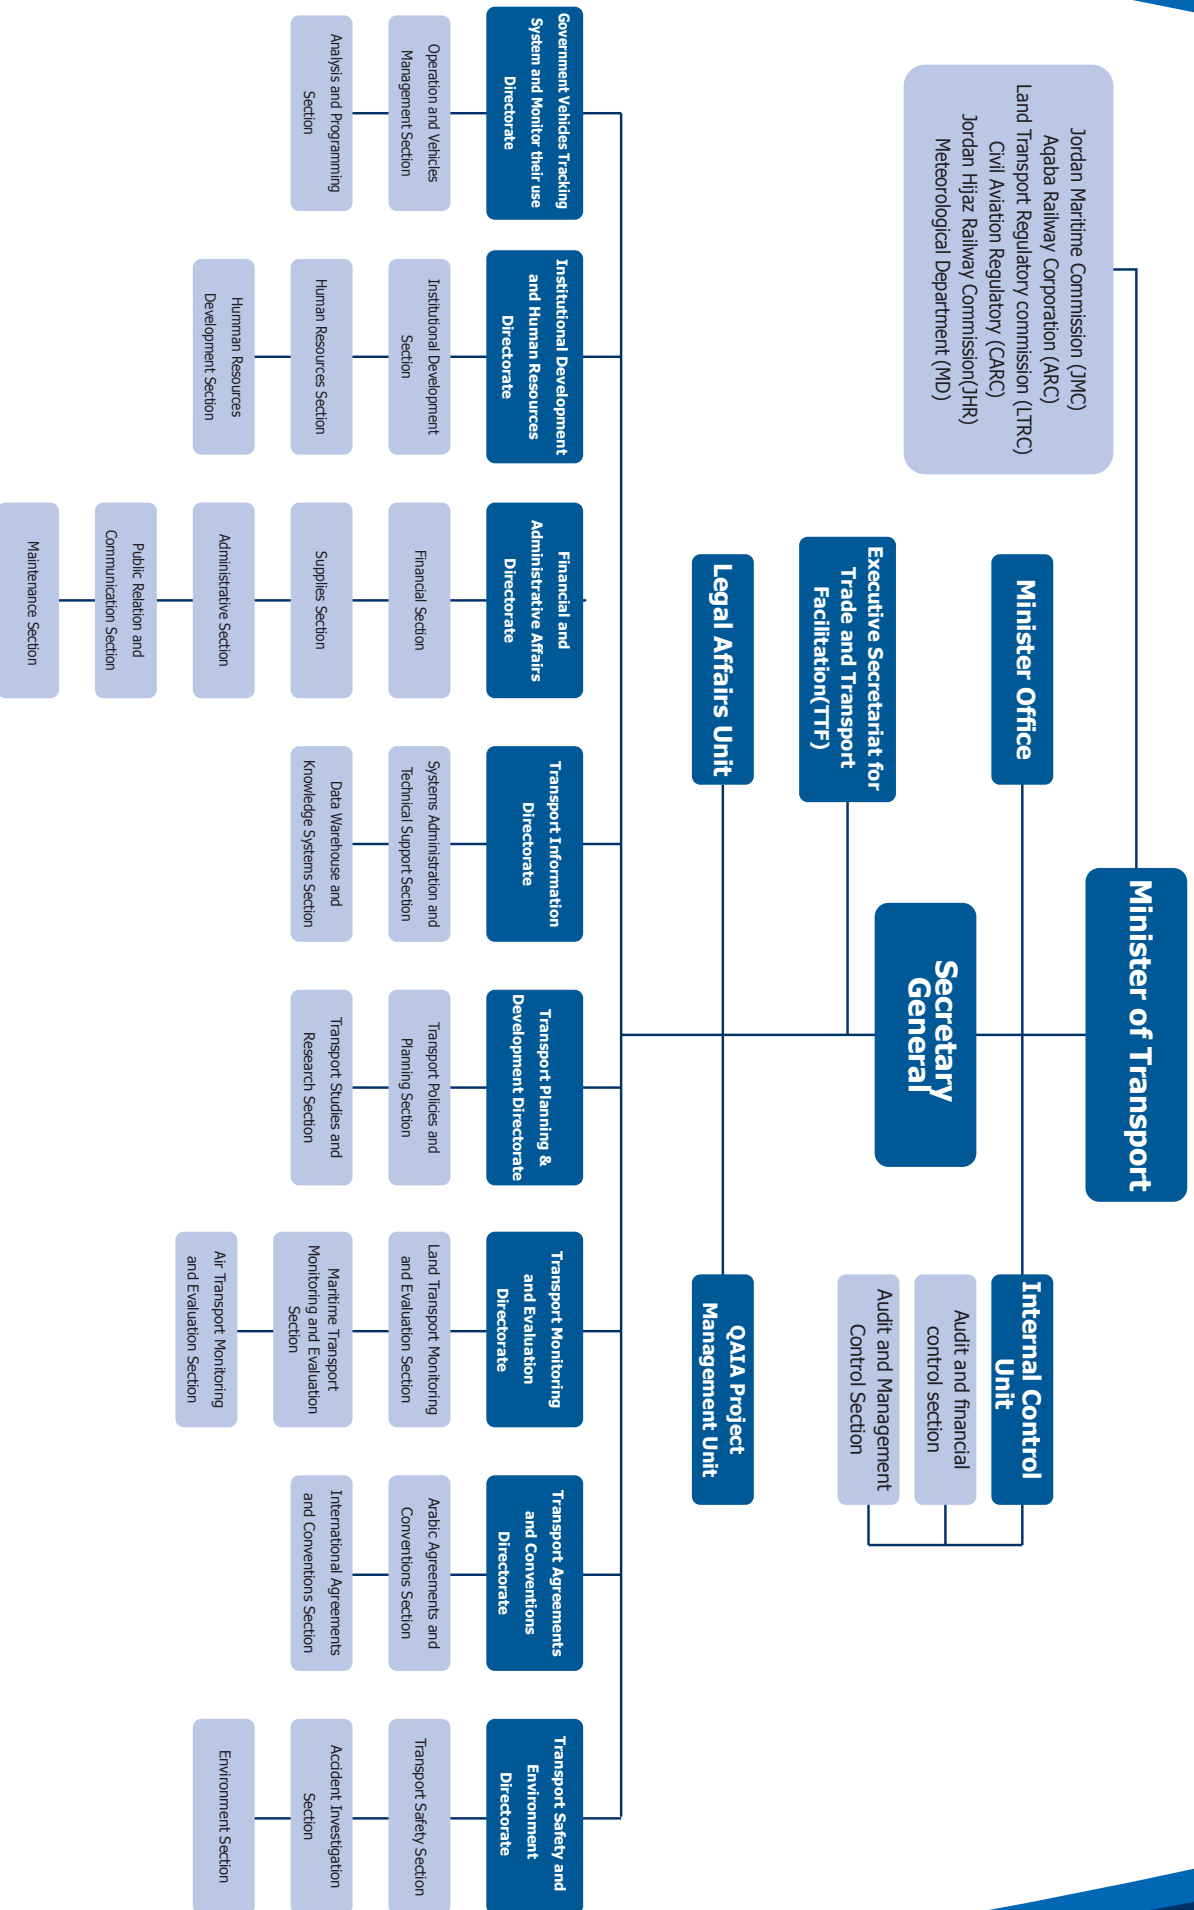 Minister of Transport
Jordan Maritime Commission (JMC)
Aqaba Railway Corporation (ARC)
Land Transport Regulatory commission (LTRC)
Civil Aviation Regulatory (CARC)
Jordan Hijaz Railway Commission(JHR)
Meteorological Department (MD)
Minister Office
Internal Control
Unit
Audit and financial
control section
Audit and Management
Control Section
Secretary
General
Executive Secretariat for
Trade and Transport
Facilitation(TTF)
Legal Affairs Unit
QAIA Project
Management Unit
Government Vehicles Tracking
System and Monitor their use
Directorate
Operation and Vehicles
Management Section
Analysis and Programming
Section
Institutional Development
and Human Resources
Directorate
Institutional Development
Section
Human Resources Section
Humman Resources
Development Section
Financial and
Administrative Affairs
Directorate
Financial Section
Supplies Section
Administrative Section
Public Relation and
Communication Section
Maintenance Section
Transport Information
Directorate
Systems Administration and
Technical Support Section
Data Warehouse and
Knowledge Systems Section
Transport Planning &
Development Directorate
Transport Policies and
Planning Section
Transport Studies and
Research Section
Transport Monitoring
and Evaluation
Directorate
Land Transport Monitoring
and Evaluation Section
Maritime Transport
Monitoring and Evaluation
Section
Air Transport Monitoring
and Evaluation Section
Transport Agreements
and Conventions
Directorate
Arabic Agreements and
Conventions Section
International Agreements
and Conventions Section
Transport Safety and
Environment
Directorate
Transport Safety Section
Accident Investigation
Section
Environment Section